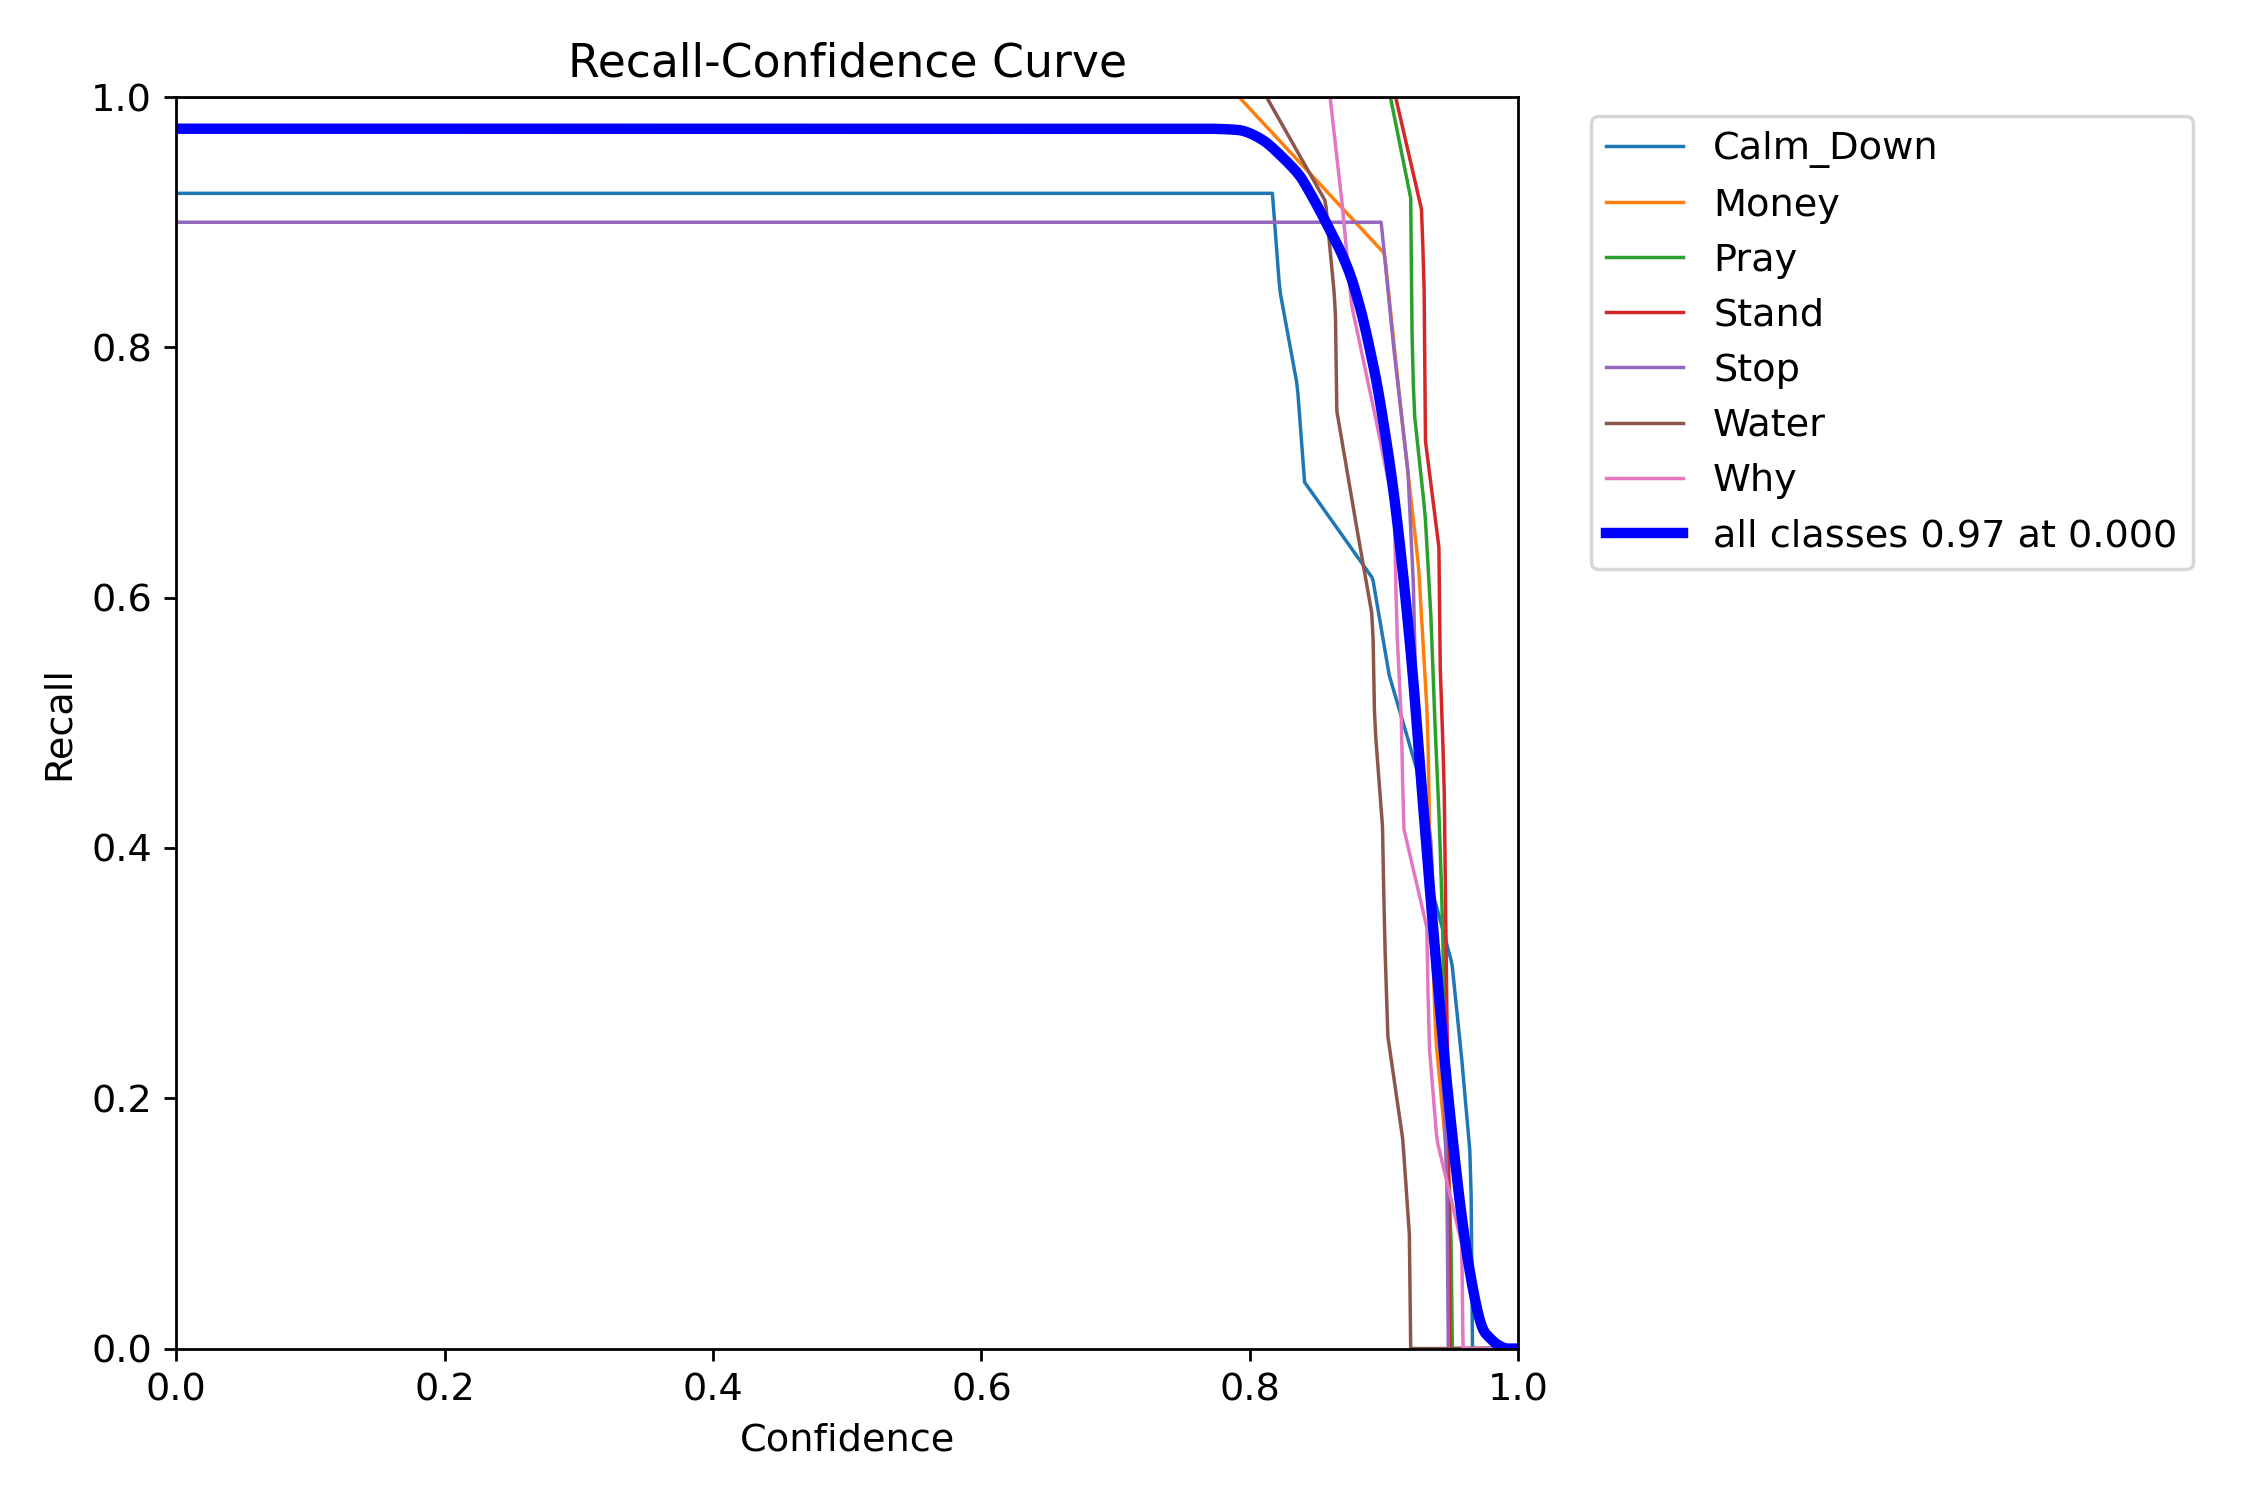 Recall-Confidence Curve
1.0
0.8
0.6
0.4
0.2
0.0
Recall
0.0 0.2 0.4 0.6 0.8 1.0
Confidence
Calm_Down
Money
Pray
Stand
Stop
Water
Why
all classes 0.97 at 0.000